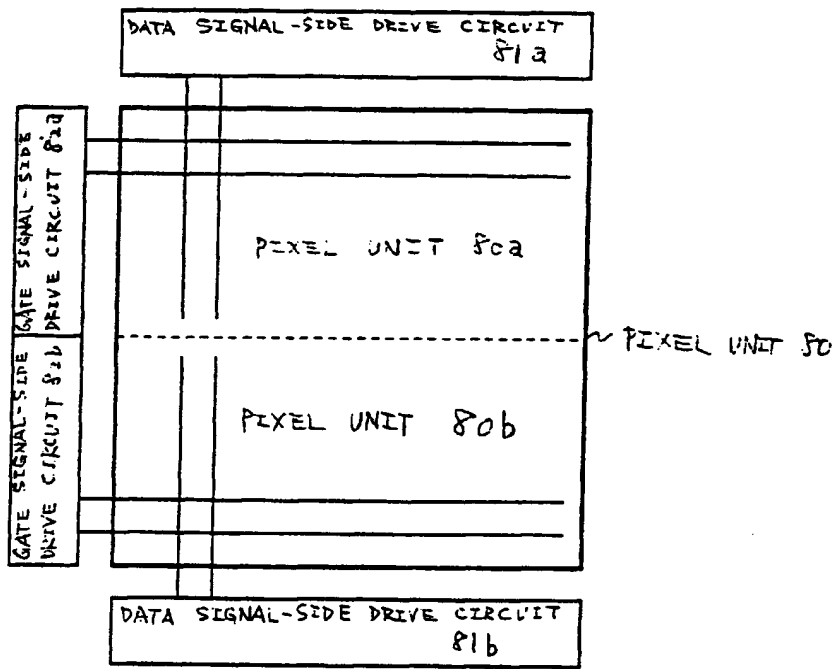 DATA SIGNAL-SIDE DRIVE CIRCUIT
81a
GATE SIGNAL-SIDE
DRIVE CIRCUIT 82a
PIXEL UNIT 80a
PIXEL UNIT 80
GATE SIGNAL-SIDE
DRIVE CIRCUIT 82b
PIXEL UNIT 80b
DATA SIGNAL-SIDE DRIVE CIRCUIT
81b